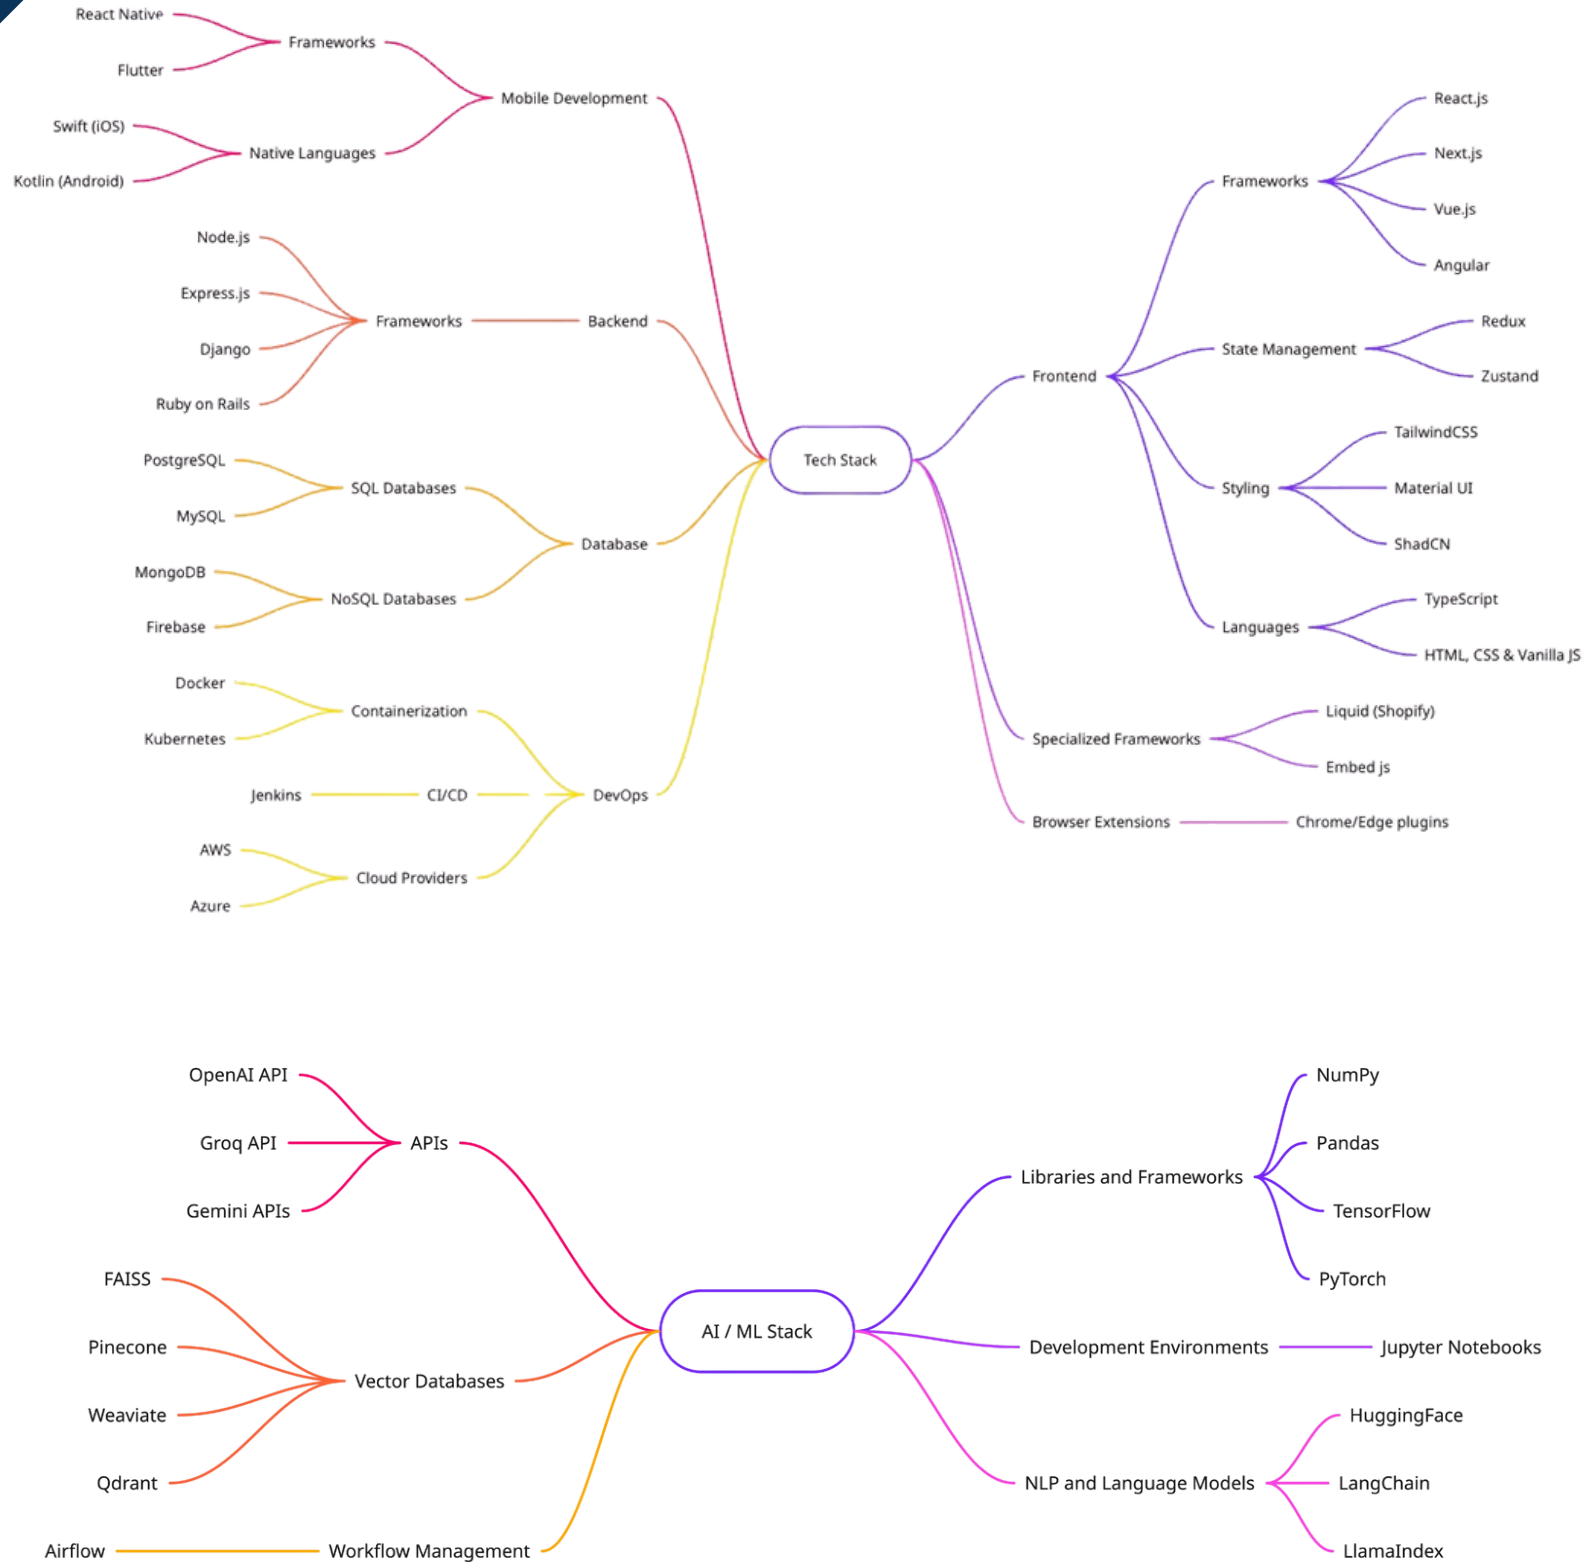 React Native
Frameworks
Flutter
Mobile Development
Swift (iOS)
Native Languages
Kotlin (Android)
Node.js
Express.js
Frameworks
Backend
Django
Ruby on Rails
PostgreSQL
SQL Databases
MySQL
Database
MongoDB
NoSQL Databases
Firebase
Docker
Containerization
Kubernetes
Jenkins
CI/CD
DevOps
AWS
Cloud Providers
Azure
Tech Stack
Frontend
Frameworks
React.js
Next.js
Vue.js
Angular
State Management
Redux
Zustand
Styling
TailwindCSS
Material UI
ShadCN
Languages
TypeScript
HTML, CSS & Vanilla JS
Specialized Frameworks
Liquid (Shopify)
Embed js
Browser Extensions
Chrome/Edge plugins
OpenAI API
Groq API
APIs
Gemini APIs
FAISS
Pinecone
Vector Databases
Weaviate
Qdrant
Airflow
Workflow Management
AI / ML Stack
Libraries and Frameworks
NumPy
Pandas
TensorFlow
PyTorch
Development Environments
Jupyter Notebooks
NLP and Language Models
HuggingFace
LangChain
LlamaIndex